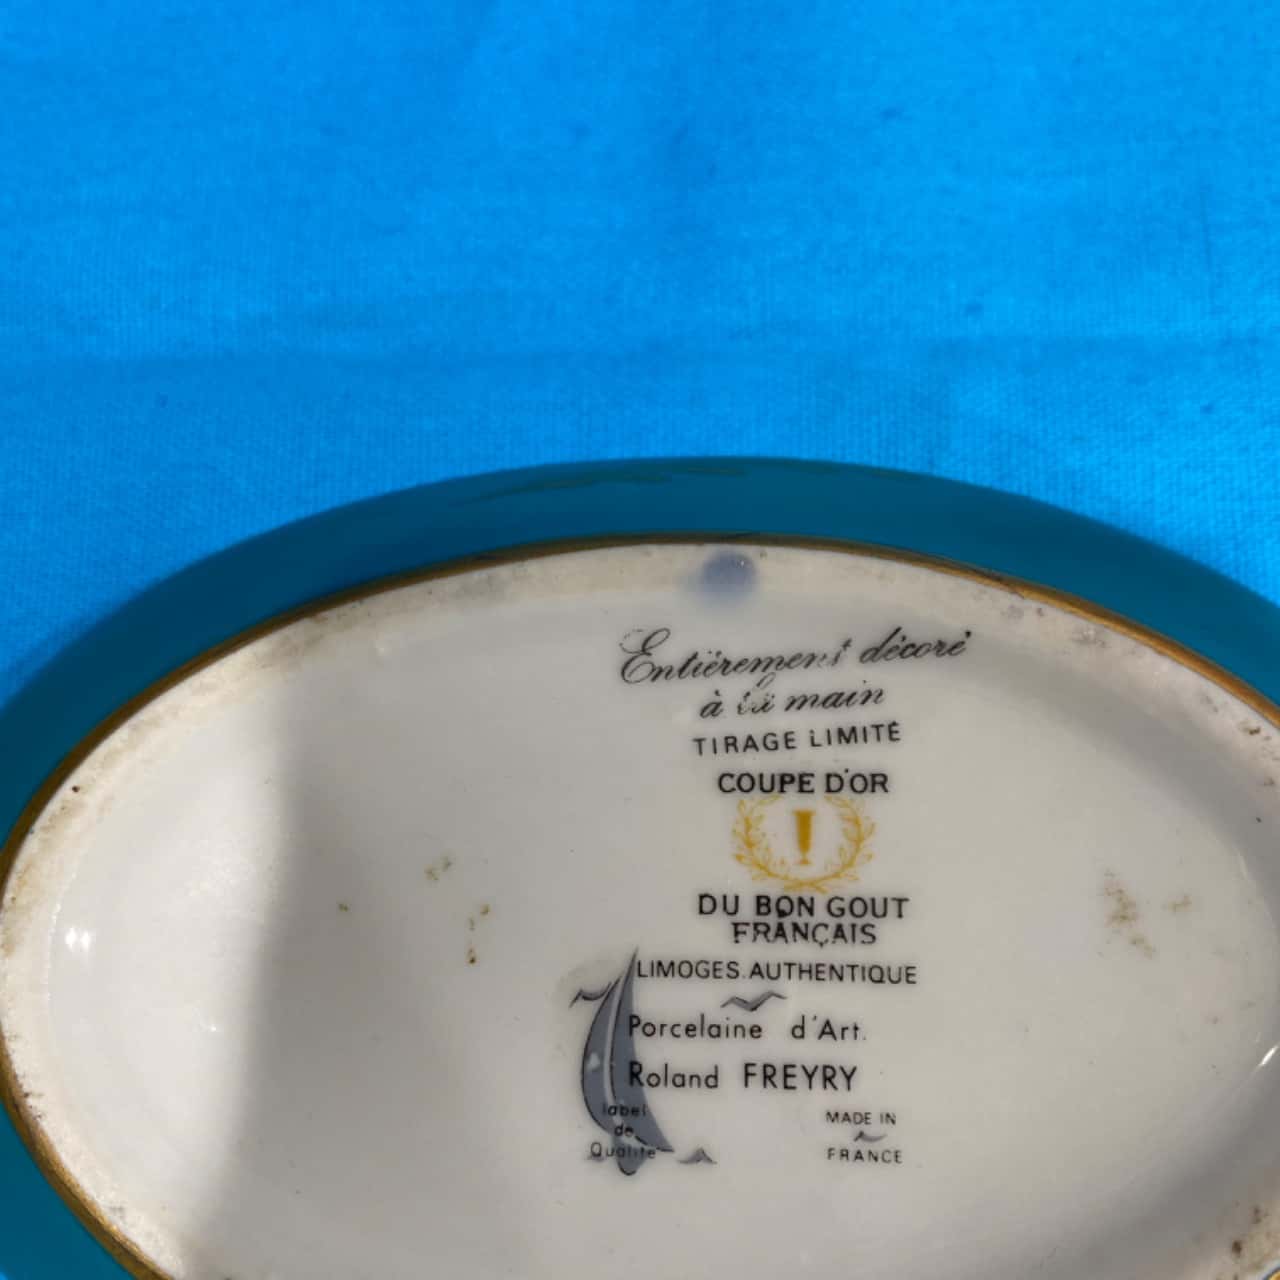 Entièrement décoré
à la main
TIRAGE LIMITÉ
COUPE D'OR
DU BON GOUT
FRANÇAIS
LIMOGES.AUTHENTIQUE
Porcelaine d'Art.
Roland FREYRY
label
de
Qualité
MADE IN
FRANCE